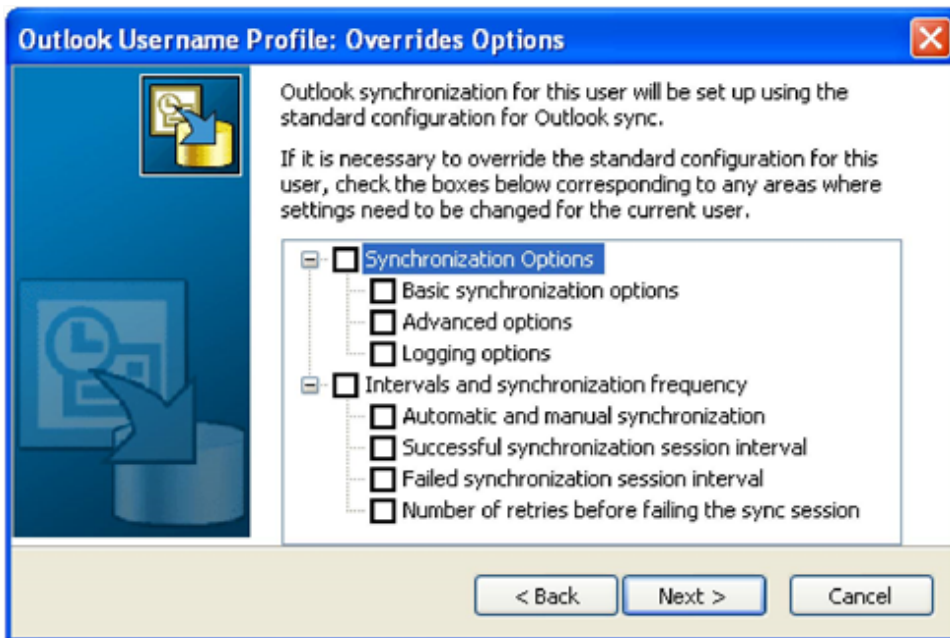 Outlook Username Profile: Overrides Options
Outlook synchronization for this user will be set up using the
standard configuration for Outlook sync.
If it is necessary to override the standard configuration for this
user, check the boxes below corresponding to any areas where
settings need to be changed for the current user.
Synchronization Options
Basic synchronization options
Advanced options
Logging options
Intervals and synchronization frequency
Automatic and manual synchronization
Successful synchronization session interval
Failed synchronization session interval
Number of retries before failing the sync session
< Back
Next >
Cancel